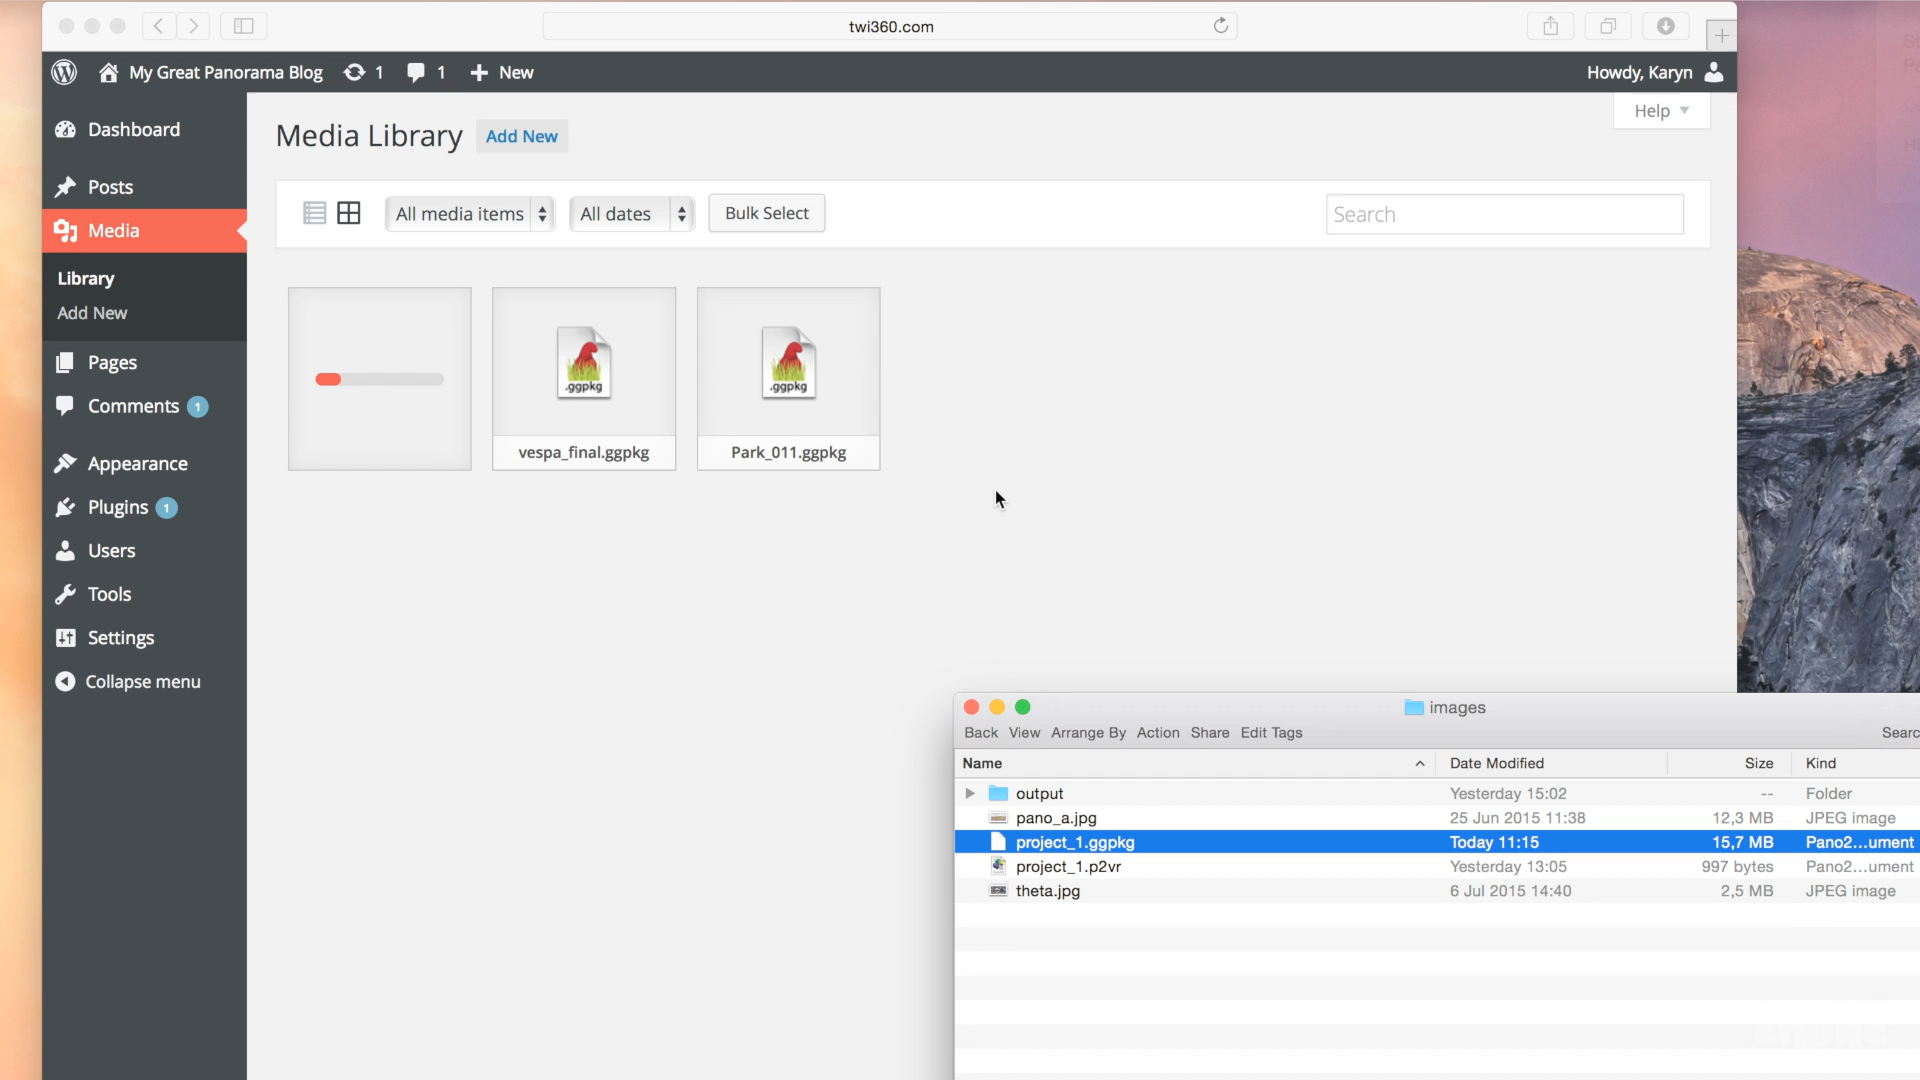 twi360.com
My Great Panorama Blog 1 1 New
Howdy, Karyn
Help
Dashboard
Posts
Media
Library
Add New
Pages
Comments 1
Appearance
Plugins 1
Users
Tools
Settings
Collapse menu
Media Library Add New
All media items All dates Bulk Select Search
.ggpkg .ggpkg
vespa_final.ggpkg Park_011.ggpkg
images
Back View Arrange By Action Share Edit Tags Searc
Name Date Modified Size Kind
output Yesterday 15:02 -- Folder
pano_a.jpg 25 Jun 2015 11:38 12,3 MB JPEG image
project_1.ggpkg Today 11:15 15,7 MB Pano2...ument
project_1.p2vr Yesterday 13:05 997 bytes Pano2...ument
theta.jpg 6 Jul 2015 14:40 2,5 MB JPEG image